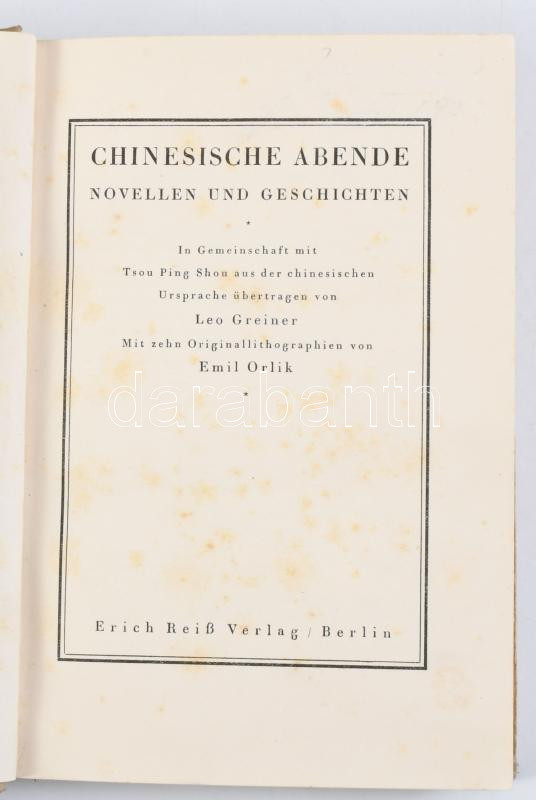 CHINESISCHE ABENDE
NOVELLEN UND GESCHICHTEN
*
In Gemeinschaft mit
Tsou Ping Shou aus der chinesischen
Ursprache übertragen von
Leo Greiner
Mit zehn Originallithographien von
Emil Orlik
*
darabanth
Erich Reiß Verlag / Berlin